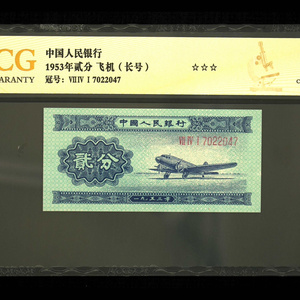 CG
ARRANTY
中国人民银行
1953年贰分 飞机（长号）
冠号：Ⅶ Ⅳ Ⅰ 7022047
☆☆☆
C
中国人民银行
Ⅶ Ⅳ Ⅰ 7022047
贰分
一九五三年